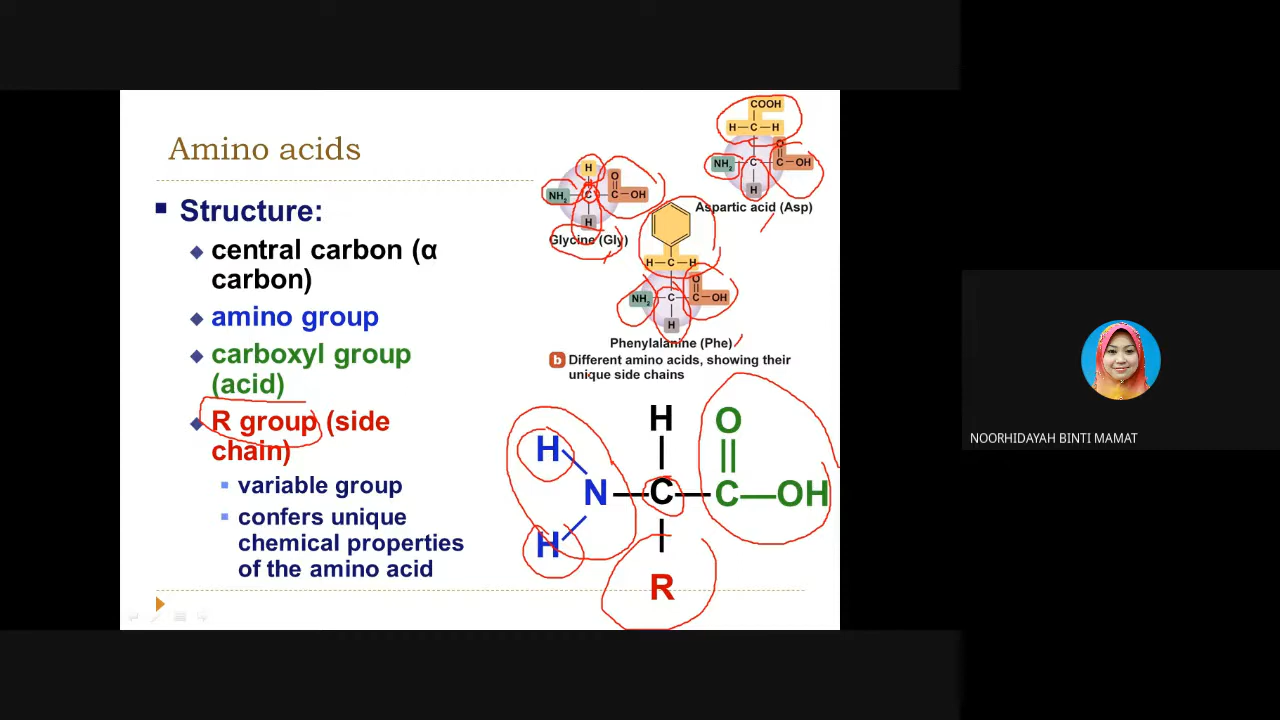 Amino acids
Structure:
central carbon (α
carbon)
amino group
carboxyl group
(acid)
R group (side
chain)
variable group
confers unique
chemical properties
of the amino acid
COOH
H—C—H
O
NH₂ C C OH
H
Aspartic acid (Asp)
H
O
NH₂ C C OH
H
Glycine (Gly)
H—C—H
O
NH₂ C C OH
H
Phenylalanine (Phe)
b Different amino acids, showing their
unique side chains
H O
H
N—C—C—OH
H
R
NOORHIDAYAH BINTI MAMAT